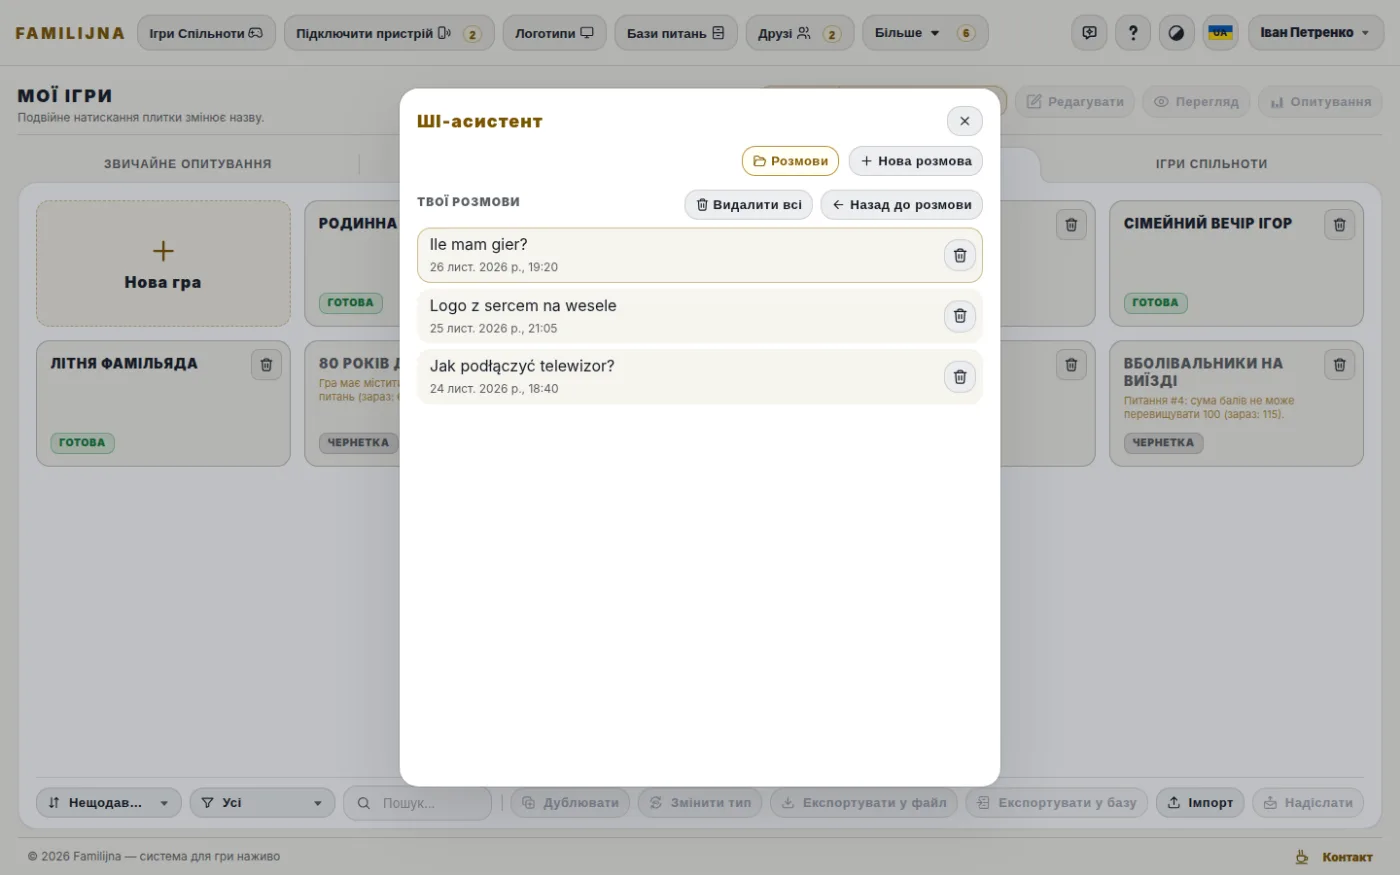 FAMILIJNA
Ігри Спільноти
Підключити пристрій 2
Логотипи
Бази питань
Друзі 2
Більше 6
?
UA
Іван Петренко
МОЇ ІГРИ
Подвійне натискання плитки змінює назву.
Редагувати
Перегляд
Опитування
ЗВИЧАЙНЕ ОПИТУВАННЯ
ІГРИ СПІЛЬНОТИ
Нова гра
РОДИННА
ГОТОВА
СІМЕЙНИЙ ВЕЧІР ІГОР
ГОТОВА
ЛІТНЯ ФАМІЛЬЯДА
ГОТОВА
80 РОКІВ
Гра має
питань (зараз:
ЧЕРНЕТКА
ВБОЛІВАЛЬНИКИ НА
ВИЇЗДІ
Питання #4: сума балів не може
перевищувати 100 (зараз: 115).
ЧЕРНЕТКА
ШІ-асистент
Розмови
Нова розмова
ТВОЇ РОЗМОВИ
Видалити всі
Назад до розмови
Ile mam gier?
26 лист. 2026 р., 19:20
Logo z sercem na wesele
25 лист. 2026 р., 21:05
Jak podłączyć telewizor?
24 лист. 2026 р., 18:40
Нещодав...
Усі
Пошук...
Дублювати
Змінити тип
Експортувати у файл
Експортувати у базу
Імпорт
Надіслати
© 2026 Familijna — система для гри наживо
Контакт